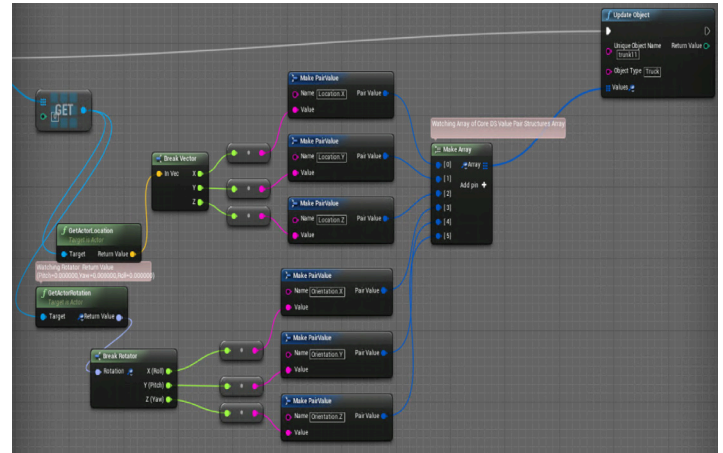 Update Object
Unique Object Name
trunk11
Return Value
Object Type
Truck
Values
GET
0
Make PairValue
Name
Location.X
Pair Value
Value
Make PairValue
Name
Location.Y
Pair Value
Value
Make PairValue
Name
Location.Z
Pair Value
Value
Watching Array of Core DS Value Pair Structures Array
Make Array
[0]
Array
[1]
Add pin +
[2]
[3]
[4]
[5]
Break Vector
In Vec
X
Y
Z
GetActorLocation
Target is Actor
Target
Return Value
Watching Rotator: Return Value
GetActorRotation
Target is Actor
Target
Return Value
Break Rotator
Rotation
X (Roll)
Y (Pitch)
Z (Yaw)
Make PairValue
Name
Orientation.X
Pair Value
Value
Make PairValue
Name
Orientation.Y
Pair Value
Value
Make PairValue
Name
Orientation.Z
Pair Value
Value